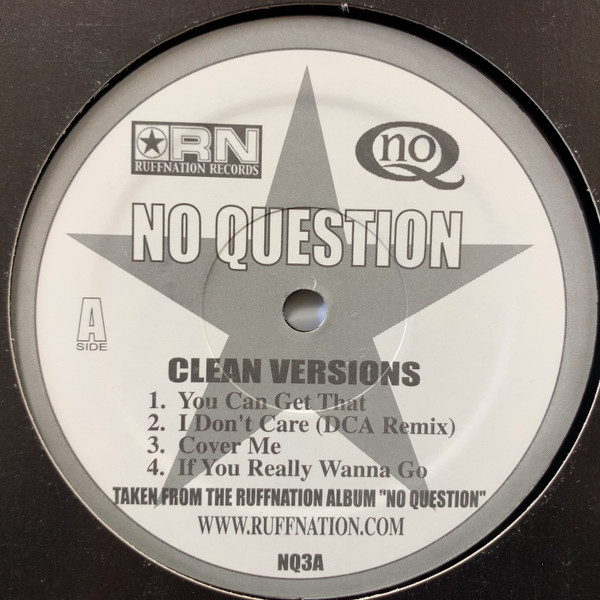 RN
RUFFNATION RECORDS
noQ
NO QUESTION
A
SIDE
CLEAN VERSIONS
1. You Can Get That
2. I Don't Care (DCA Remix)
3. Cover Me
4. If You Really Wanna Go
TAKEN FROM THE RUFFNATION ALBUM "NO QUESTION"
WWW.RUFFNATION.COM
NQ3A